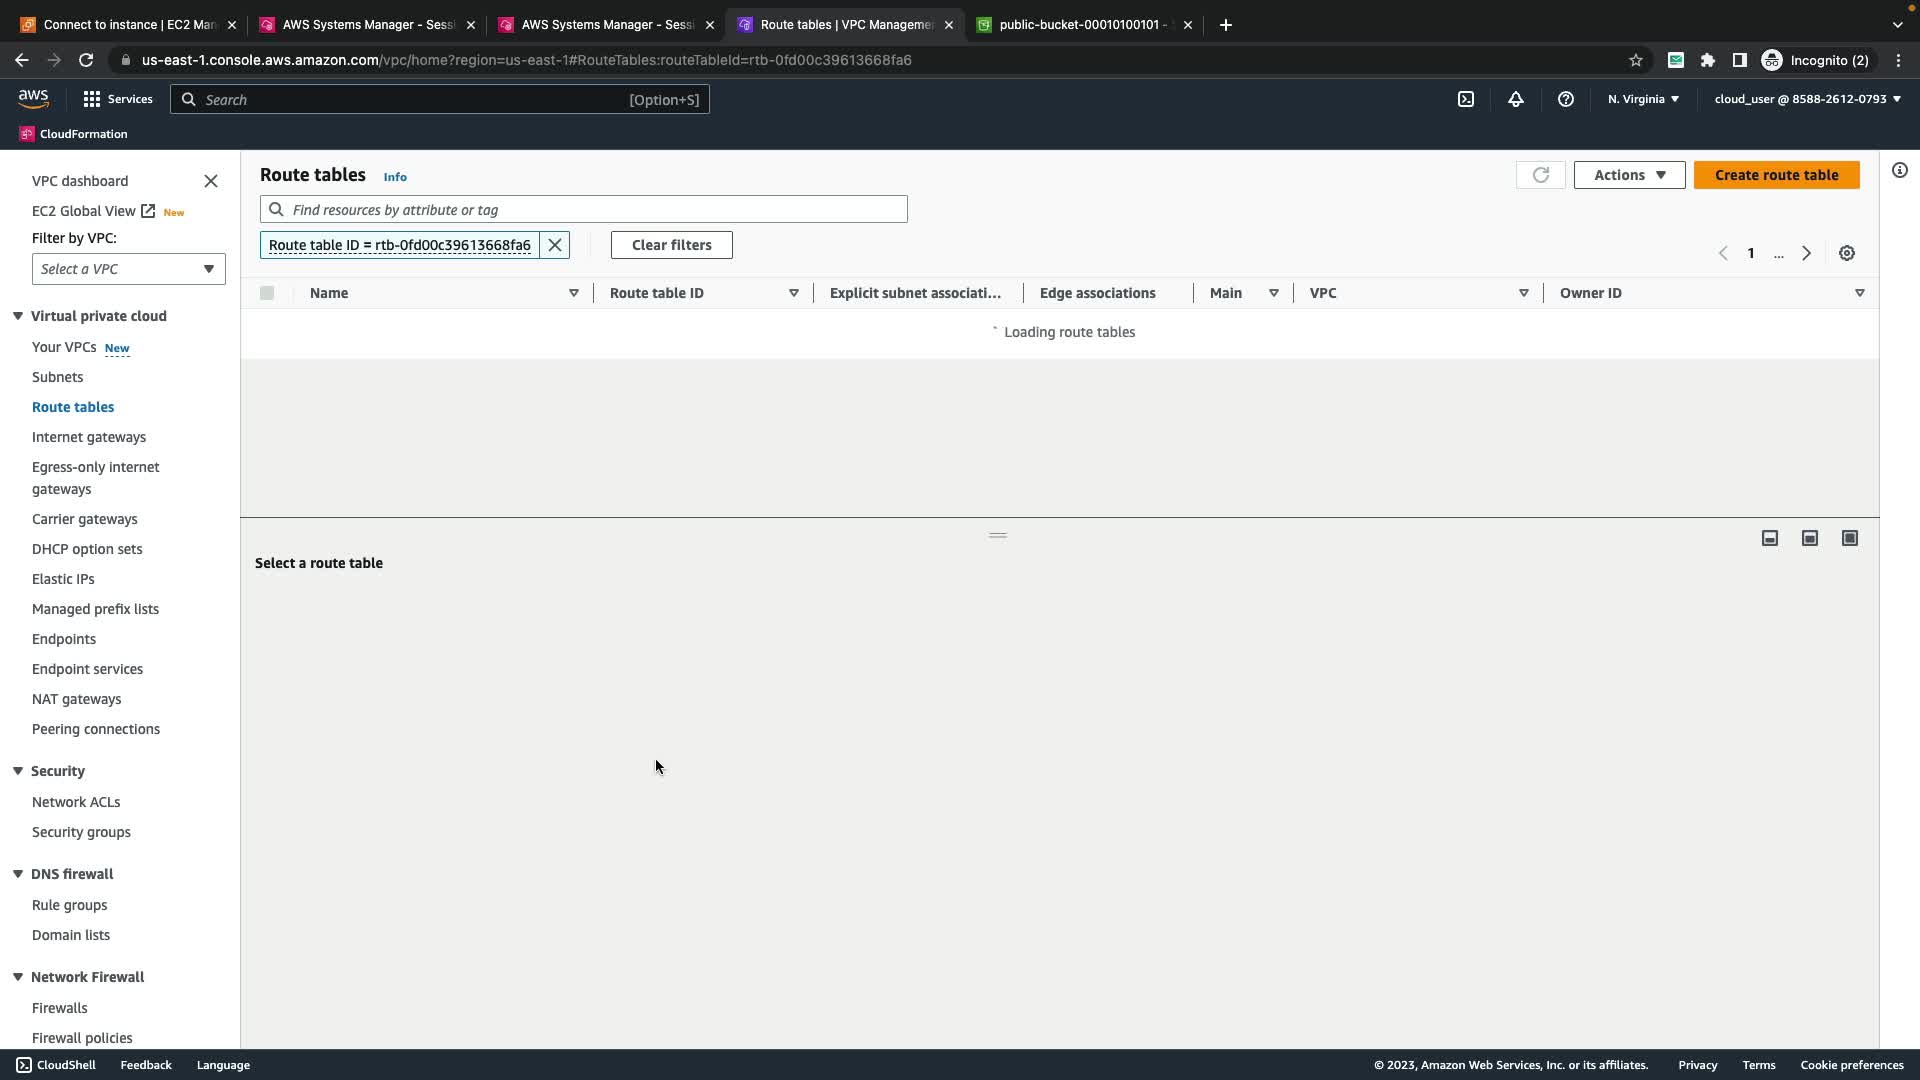 Connect to instance | EC2 Man
AWS Systems Manager - Sessi
AWS Systems Manager - Sessi
Route tables | VPC Managemen
public-bucket-00010100101 -
us-east-1.console.aws.amazon.com/vpc/home?region=us-east-1#RouteTables:routeTableId=rtb-0fd00c39613668fa6
Incognito (2)
aws
Services
Search
[Option+S]
N. Virginia
cloud_user @ 8588-2612-0793
CloudFormation
VPC dashboard
EC2 Global View New
Filter by VPC:
Select a VPC
Virtual private cloud
Your VPCs New
Subnets
Route tables
Internet gateways
Egress-only internet
gateways
Carrier gateways
DHCP option sets
Elastic IPs
Managed prefix lists
Endpoints
Endpoint services
NAT gateways
Peering connections
Security
Network ACLs
Security groups
DNS firewall
Rule groups
Domain lists
Network Firewall
Firewalls
Firewall policies
Route tables Info
Actions
Create route table
Find resources by attribute or tag
Route table ID = rtb-0fd00c39613668fa6
Clear filters
1 ...
Name
Route table ID
Explicit subnet associati...
Edge associations
Main
VPC
Owner ID
Loading route tables
Select a route table
CloudShell
Feedback
Language
© 2023, Amazon Web Services, Inc. or its affiliates.
Privacy
Terms
Cookie preferences